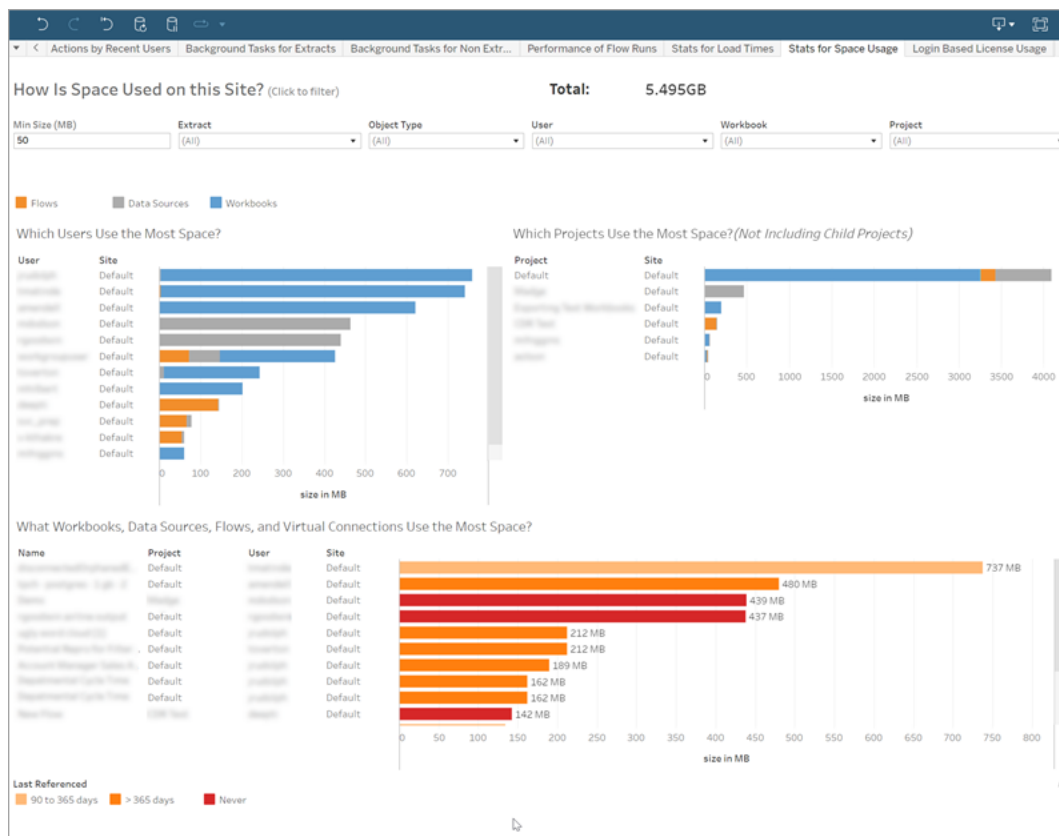 Actions by Recent Users Background Tasks for Extracts Background Tasks for Non Extr... Performance of Flow Runs Stats for Load Times Stats for Space Usage Login Based License Usage
How Is Space Used on this Site? (Click to filter) Total: 5.495GB
Min Size (MB) Extract Object Type User Workbook Project
50 (All) (All) (All) (All) (All)
Flows Data Sources Workbooks
Which Users Use the Most Space?
User Site
Default
Default
Default
Default
Default
Default
Default
Default
Default
Default
Default
Default
0 100 200 300 400 500 600 700
size in MB
Which Projects Use the Most Space?(Not Including Child Projects)
Project Site
Default Default
Default
Default
Default
Default
Default
0 500 1000 1500 2000 2500 3000 3500 4000
size in MB
What Workbooks, Data Sources, Flows, and Virtual Connections Use the Most Space?
Name Project User Site
Default Default 737 MB
Default Default 480 MB
Default 439 MB
Default Default 437 MB
Default Default 212 MB
Default Default 212 MB
Default Default 189 MB
Default Default 162 MB
Default Default 162 MB
Default 142 MB
0 50 100 150 200 250 300 350 400 450 500 550 600 650 700 750 800
size in MB
Last Referenced
90 to 365 days > 365 days Never